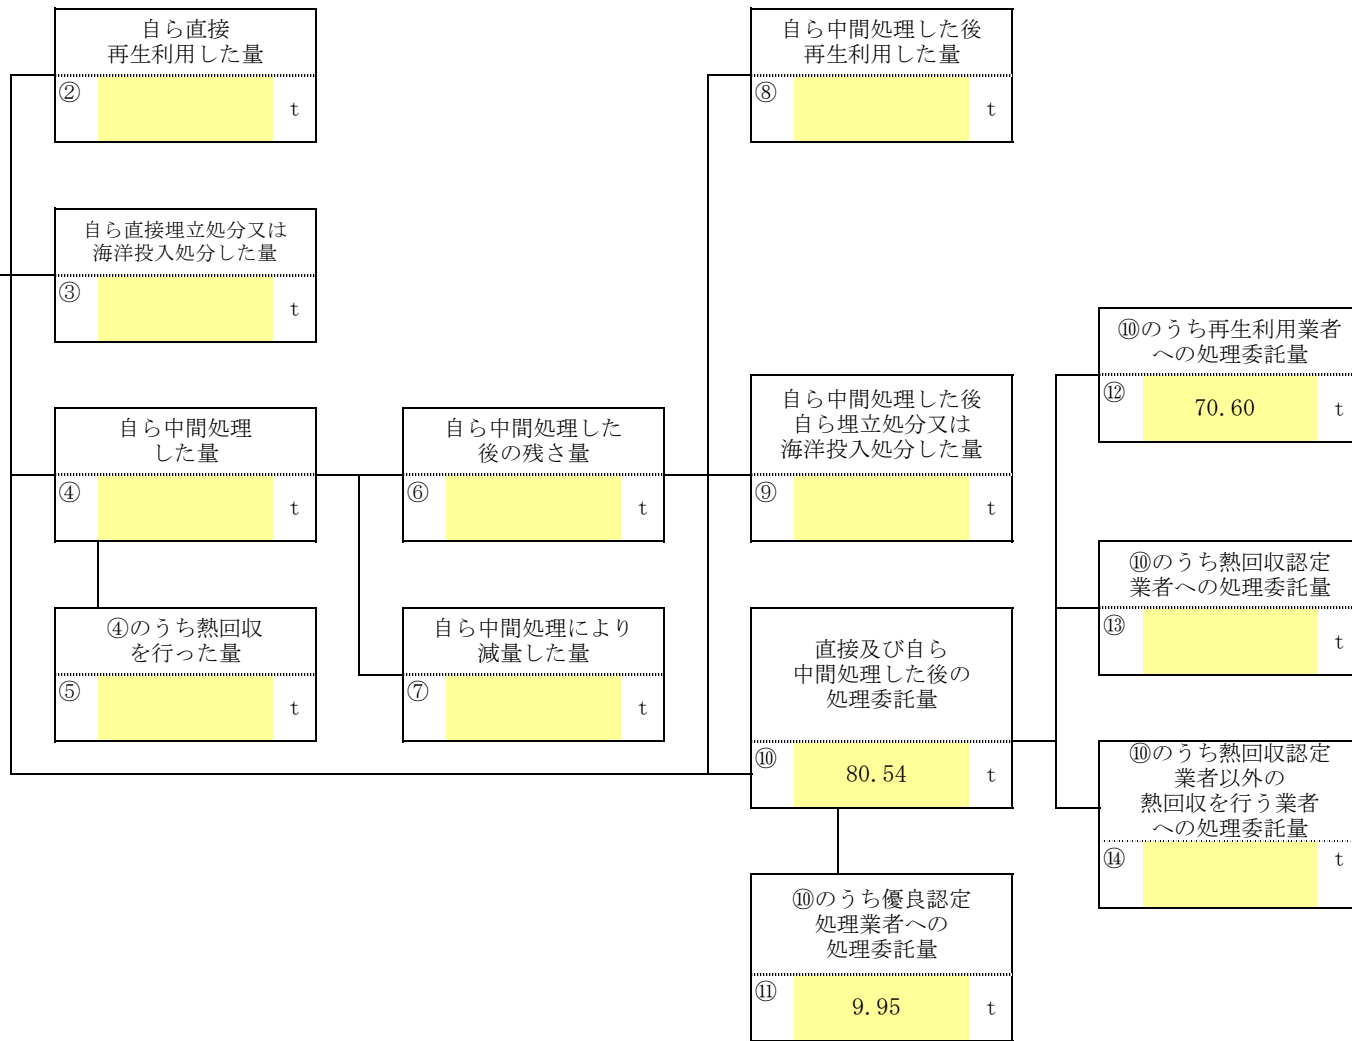 自ら直接
再生利用した量
②
t
自ら中間処理した後
再生利用した量
⑧
t
自ら直接埋立処分又は
海洋投入処分した量
③
t
⑩のうち再生利用業者
への処理委託量
⑫
70.60
t
自ら中間処理
した量
④
t
自ら中間処理した
後の残さ量
⑥
t
自ら中間処理した後
自ら埋立処分又は
海洋投入処分した量
⑨
t
⑩のうち熱回収認定
業者への処理委託量
⑬
t
④のうち熱回収
を行った量
⑤
t
自ら中間処理により
減量した量
⑦
t
直接及び自ら
中間処理した後の
処理委託量
⑩
80.54
t
⑩のうち熱回収認定
業者以外の
熱回収を行う業者
への処理委託量
⑭
t
⑩のうち優良認定
処理業者への
処理委託量
⑪
9.95
t